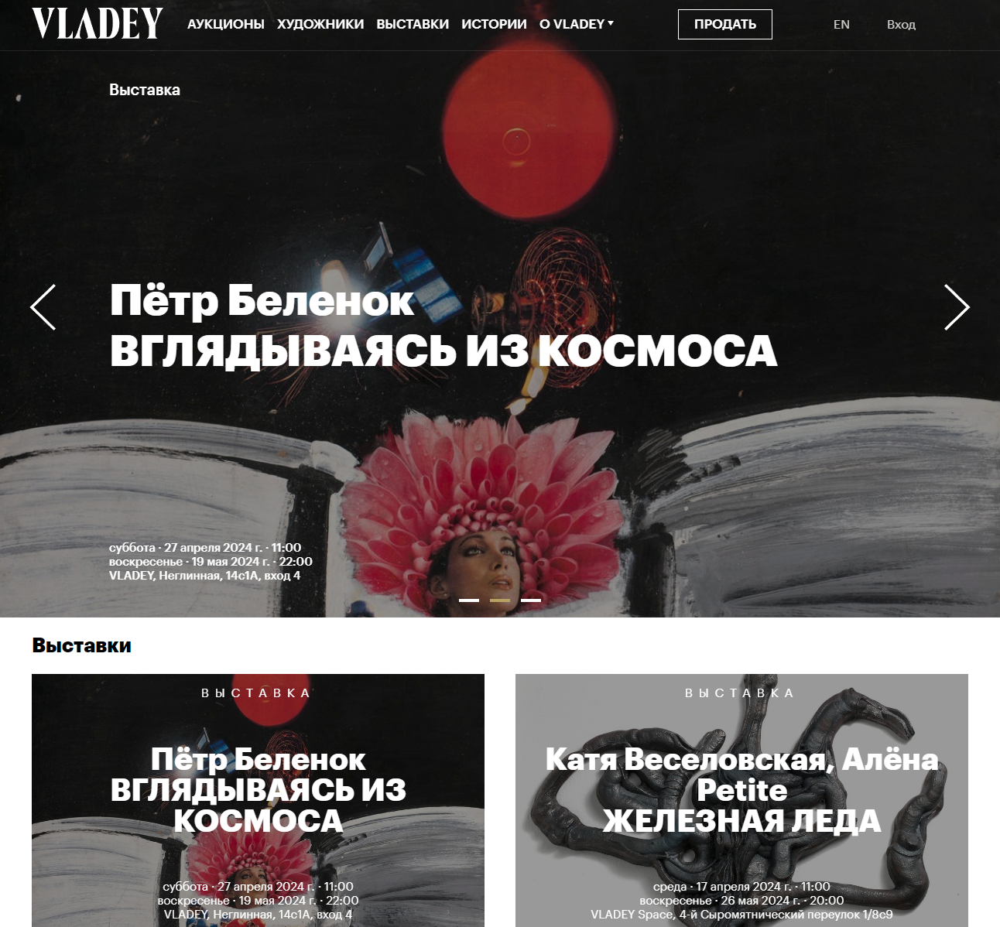 VLADEY
АУКЦИОНЫ ХУДОЖНИКИ ВЫСТАВКИ ИСТОРИИ О VLADEY ПРОДАТЬ EN Вход
Выставка
Пётр Беленок
ВГЛЯДЫВАЯСЬ ИЗ КОСМОСА
суббота · 27 апреля 2024 г. · 11:00
воскресенье · 19 мая 2024 г. · 22:00
VLADEY, Неглинная, 14с1А, вход 4
Выставки
ВЫСТАВКА
Пётр Беленок
ВГЛЯДЫВАЯСЬ ИЗ
КОСМОСА
суббота · 27 апреля 2024 г. · 11:00
воскресенье · 19 мая 2024 г. · 22:00
VLADEY, Неглинная, 14с1А, вход 4
ВЫСТАВКА
Катя Веселовская, Алёна
Petite
ЖЕЛЕЗНАЯ ЛЕДА
среда · 17 апреля 2024 г. · 11:00
воскресенье · 26 мая 2024 г. · 20:00
VLADEY Space, 4-й Сыромятнический переулок 1/8с9